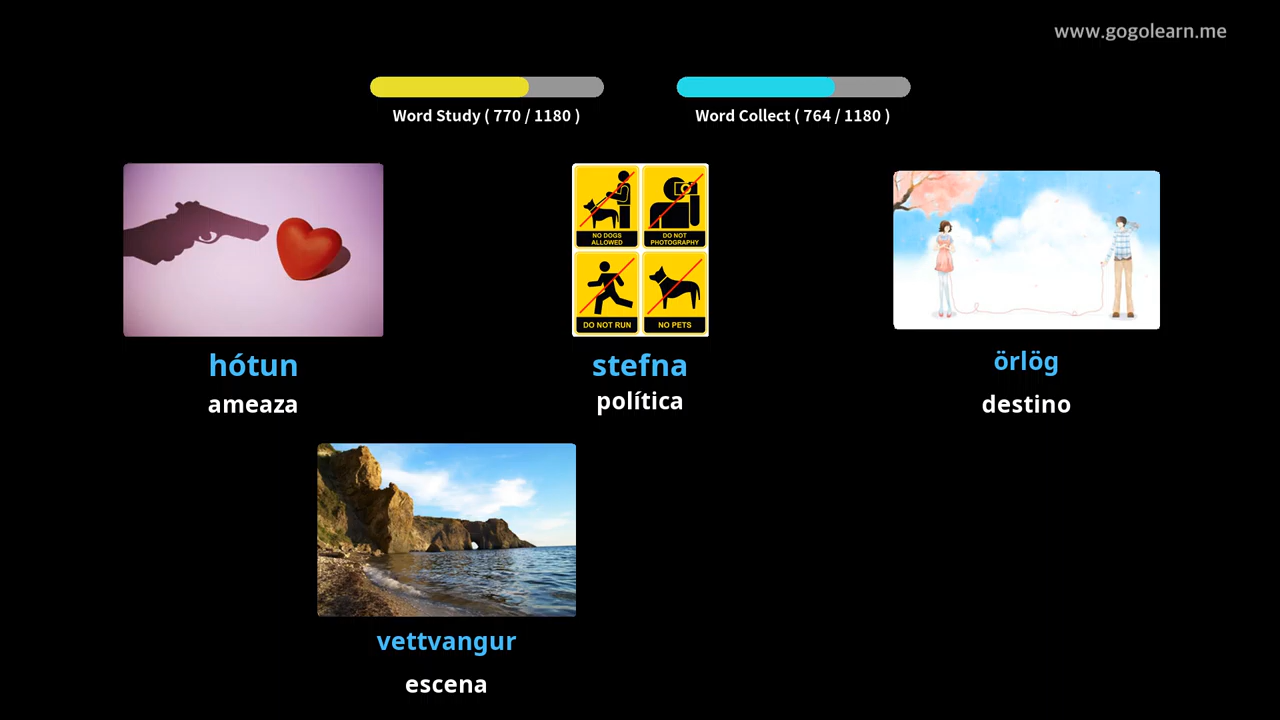 www.gogolearn.me
Word Study ( 770 / 1180 )
Word Collect ( 764 / 1180 )
NO DOGS
ALLOWED
DO NOT
PHOTOGRAPHY
DO NOT RUN
NO PETS
hótun
ameaza
stefna
política
örlög
destino
vettvangur
escena